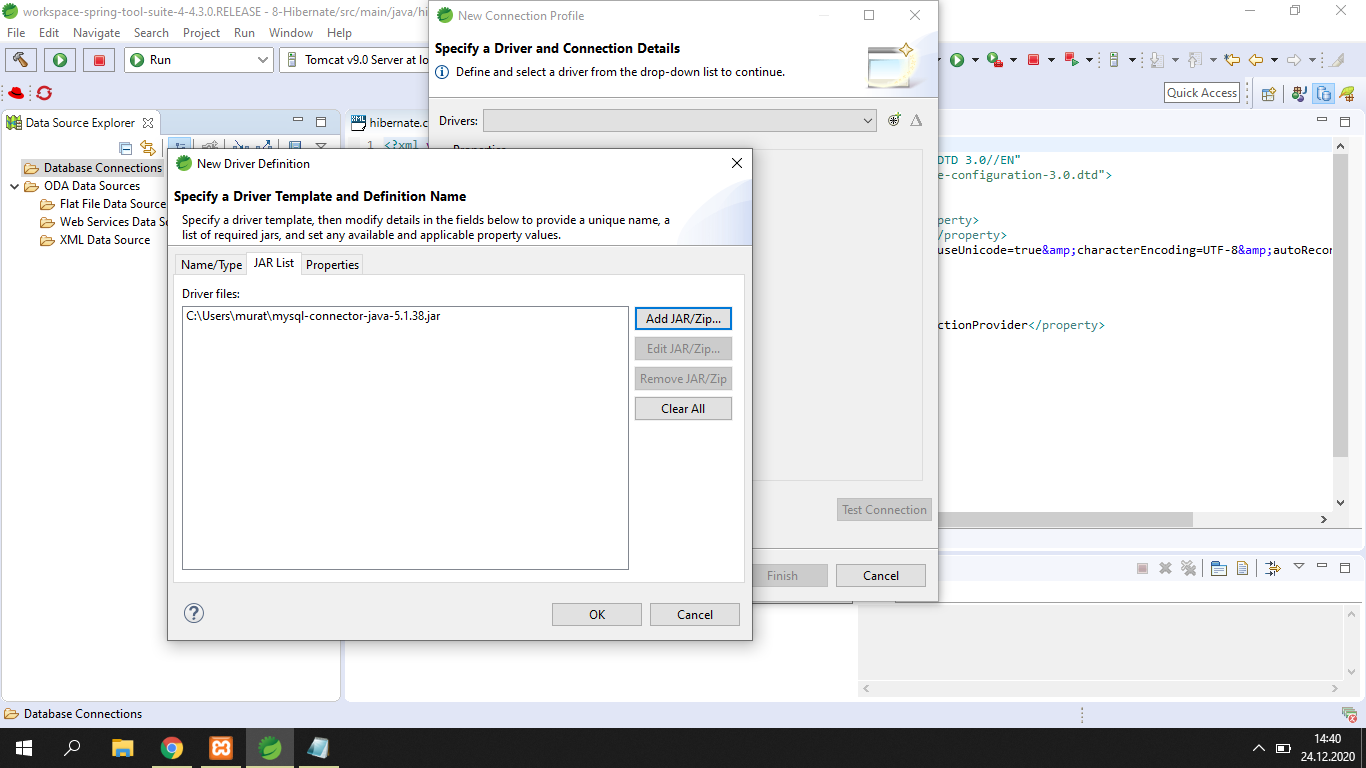 workspace-spring-tool-suite-4-4.3.0.RELEASE - 8-Hibernate/src/main/java/hi
File Edit Navigate Search Project Run Window Help
Run
Tomcat v9.0 Server at lo
Quick Access
Data Source Explorer
Database Connections
ODA Data Sources
Flat File Data Source
Web Services Data S
XML Data Source
hibernate.c
1 <?xml
DTD 3.0//EN"
e-configuration-3.0.dtd">
perty>
/property>
useUnicode=true&amp;characterEncoding=UTF-8&amp;autoRecor
ctionProvider</property>
New Connection Profile
Specify a Driver and Connection Details
Define and select a driver from the drop-down list to continue.
Drivers:
Properties
Test Connection
Finish
Cancel
New Driver Definition
Specify a Driver Template and Definition Name
Specify a driver template, then modify details in the fields below to provide a unique name, a
list of required jars, and set any available and applicable property values.
Name/Type JAR List Properties
Driver files:
C:\Users\murat\mysql-connector-java-5.1.38.jar
Add JAR/Zip...
Edit JAR/Zip...
Remove JAR/Zip
Clear All
?
OK
Cancel
Database Connections
14:40
24.12.2020